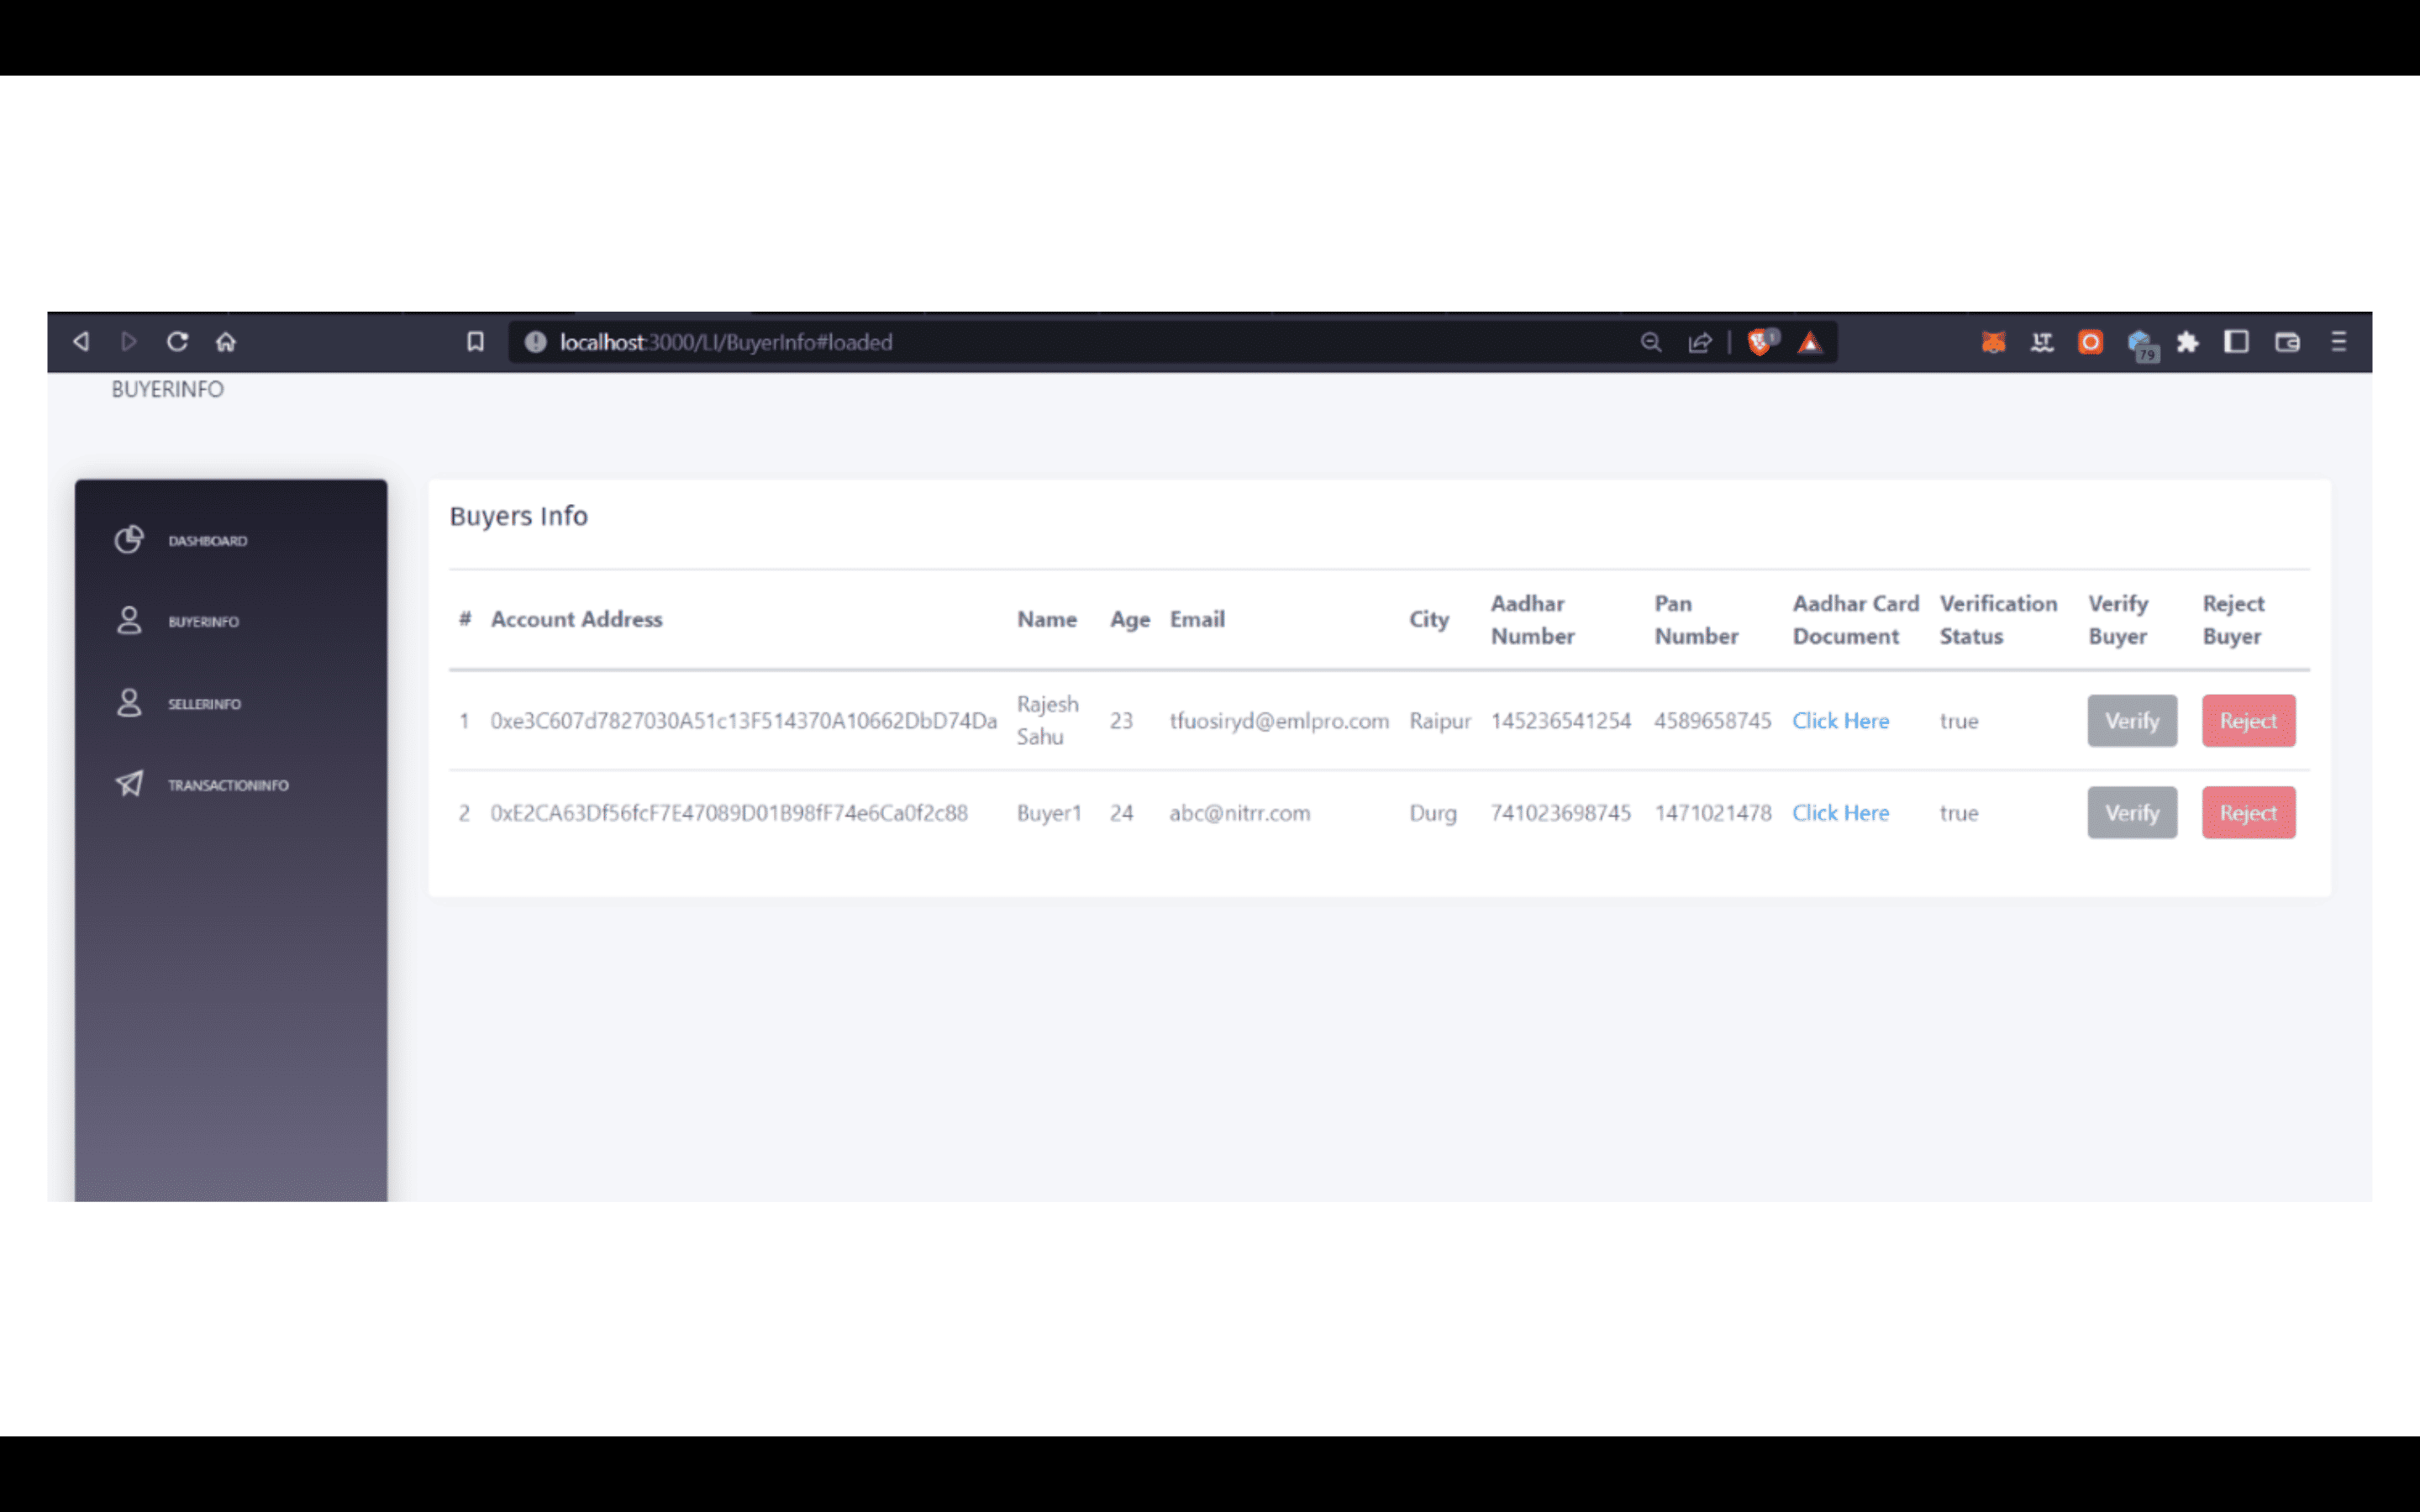 localhost:3000/LI/BuyerInfo#loaded
1
79
BUYERINFO
DASHBOARD
BUYERINFO
SELLERINFO
TRANSACTIONINFO
Buyers Info
# Account Address Name Age Email City Aadhar Number Pan Number Aadhar Card Document Verification Status Verify Buyer Reject Buyer
1 0xe3C607d7827030A51c13F514370A10662DbD74Da Rajesh Sahu 23 tfuosiryd@emlpro.com Raipur 145236541254 4589658745 Click Here true Verify Reject
2 0xE2CA63Df56fcF7E47089D01B98fF74e6Ca0f2c88 Buyer1 24 abc@nitrr.com Durg 741023698745 1471021478 Click Here true Verify Reject